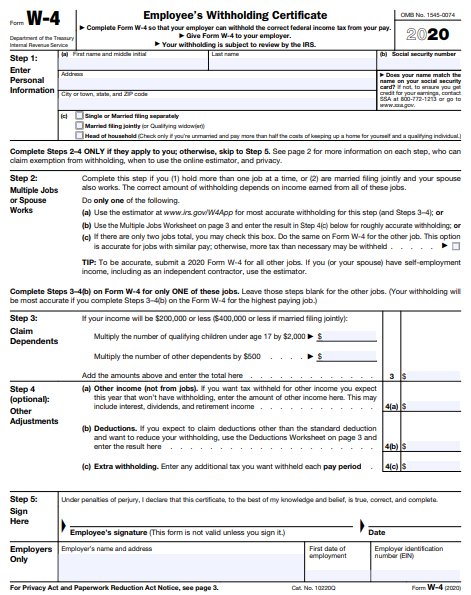 Form W-4
Department of the Treasury
Internal Revenue Service
Employee's Withholding Certificate
▶ Complete Form W-4 so that your employer can withhold the correct federal income tax from your pay.
▶ Give Form W-4 to your employer.
▶ Your withholding is subject to review by the IRS.
OMB No. 1545-0074
2020
Step 1:
Enter
Personal
Information
(a) First name and middle initial
Last name
(b) Social security number
Address
City or town, state, and ZIP code
▶ Does your name match the
name on your social security
card? If not, to ensure you get
credit for your earnings, contact
SSA at 800-772-1213 or go to
www.ssa.gov.
(c) Single or Married filing separately
Married filing jointly (or Qualifying widow(er))
Head of household (Check only if you're unmarried and pay more than half the costs of keeping up a home for yourself and a qualifying individual.)
Complete Steps 2–4 ONLY if they apply to you; otherwise, skip to Step 5. See page 2 for more information on each step, who can
claim exemption from withholding, when to use the online estimator, and privacy.
Step 2:
Multiple Jobs
or Spouse
Works
Complete this step if you (1) hold more than one job at a time, or (2) are married filing jointly and your spouse
also works. The correct amount of withholding depends on income earned from all of these jobs.
Do only one of the following.
(a) Use the estimator at www.irs.gov/W4App for most accurate withholding for this step (and Steps 3–4); or
(b) Use the Multiple Jobs Worksheet on page 3 and enter the result in Step 4(c) below for roughly accurate withholding; or
(c) If there are only two jobs total, you may check this box. Do the same on Form W-4 for the other job. This option
is accurate for jobs with similar pay; otherwise, more tax than necessary may be withheld . . . . . ▶
TIP: To be accurate, submit a 2020 Form W-4 for all other jobs. If you (or your spouse) have self-employment
income, including as an independent contractor, use the estimator.
Complete Steps 3–4(b) on Form W-4 for only ONE of these jobs. Leave those steps blank for the other jobs. (Your withholding will
be most accurate if you complete Steps 3–4(b) on the Form W-4 for the highest paying job.)
Step 3:
Claim
Dependents
If your income will be $200,000 or less ($400,000 or less if married filing jointly):
Multiply the number of qualifying children under age 17 by $2,000 ▶ $
Multiply the number of other dependents by $500 . . . . ▶ $
Add the amounts above and enter the total here . . . . . . . . . . . . . 3 $
Step 4
(optional):
Other
Adjustments
(a) Other income (not from jobs). If you want tax withheld for other income you expect
this year that won't have withholding, enter the amount of other income here. This may
include interest, dividends, and retirement income . . . . . . . . . . . . 4(a) $
(b) Deductions. If you expect to claim deductions other than the standard deduction
and want to reduce your withholding, use the Deductions Worksheet on page 3 and
enter the result here . . . . . . . . . . . . . . . . . . . . . 4(b) $
(c) Extra withholding. Enter any additional tax you want withheld each pay period . 4(c) $
Step 5:
Sign
Here
Under penalties of perjury, I declare that this certificate, to the best of my knowledge and belief, is true, correct, and complete.
Employee's signature (This form is not valid unless you sign it.)
Date
Employers
Only
Employer's name and address
First date of
employment
Employer identification
number (EIN)
For Privacy Act and Paperwork Reduction Act Notice, see page 3.
Cat. No. 10220Q
Form W-4 (2020)